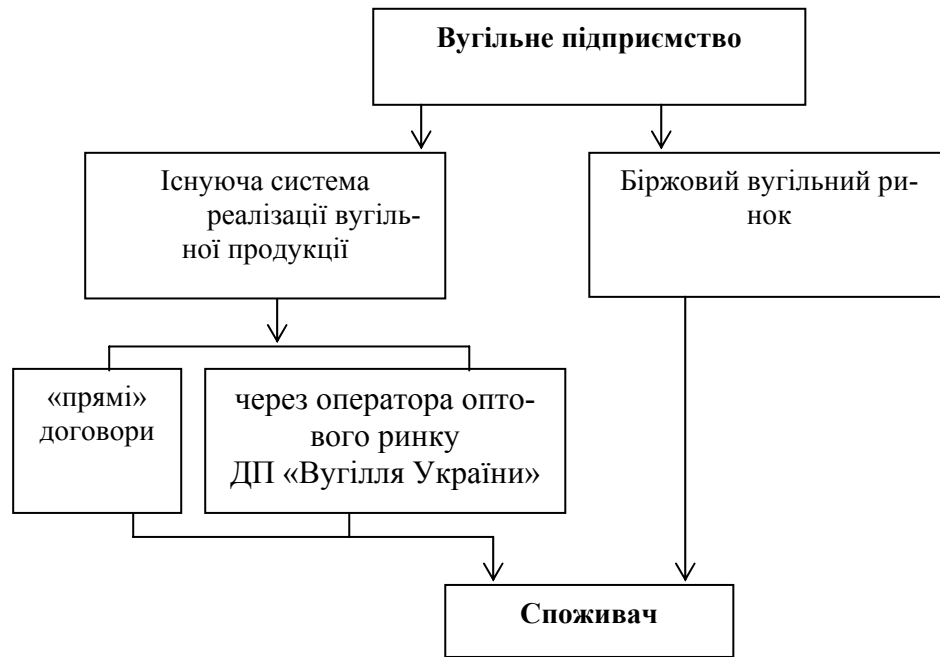 Вугільне підприємство
Існуюча система
реалізації вугіль-
ної продукції
Біржовий вугільний ри-
нок
«прямі»
договори
через оператора опто-
вого ринку
ДП «Вугілля України»
Споживач